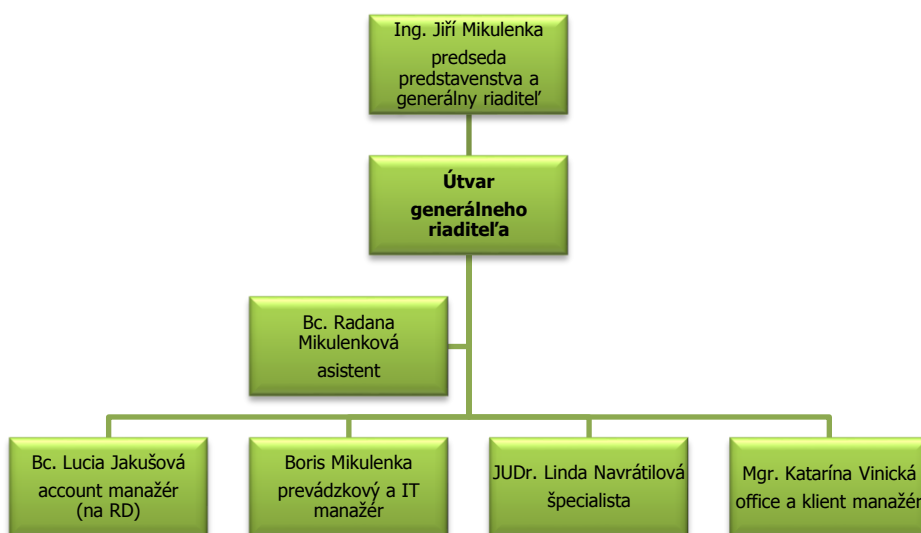 Ing. Jiří Mikulenka
predseda
predstavenstva a
generálny riaditeľ
Útvar
generálneho
riaditeľa
Bc. Radana
Mikulenková
asistent
Bc. Lucia Jakušová
account manažér
(na RD)
Boris Mikulenka
prevádzkový a IT
manažér
JUDr. Linda Navrátilová
špecialista
Mgr. Katarína Vinická
office a klient manažér